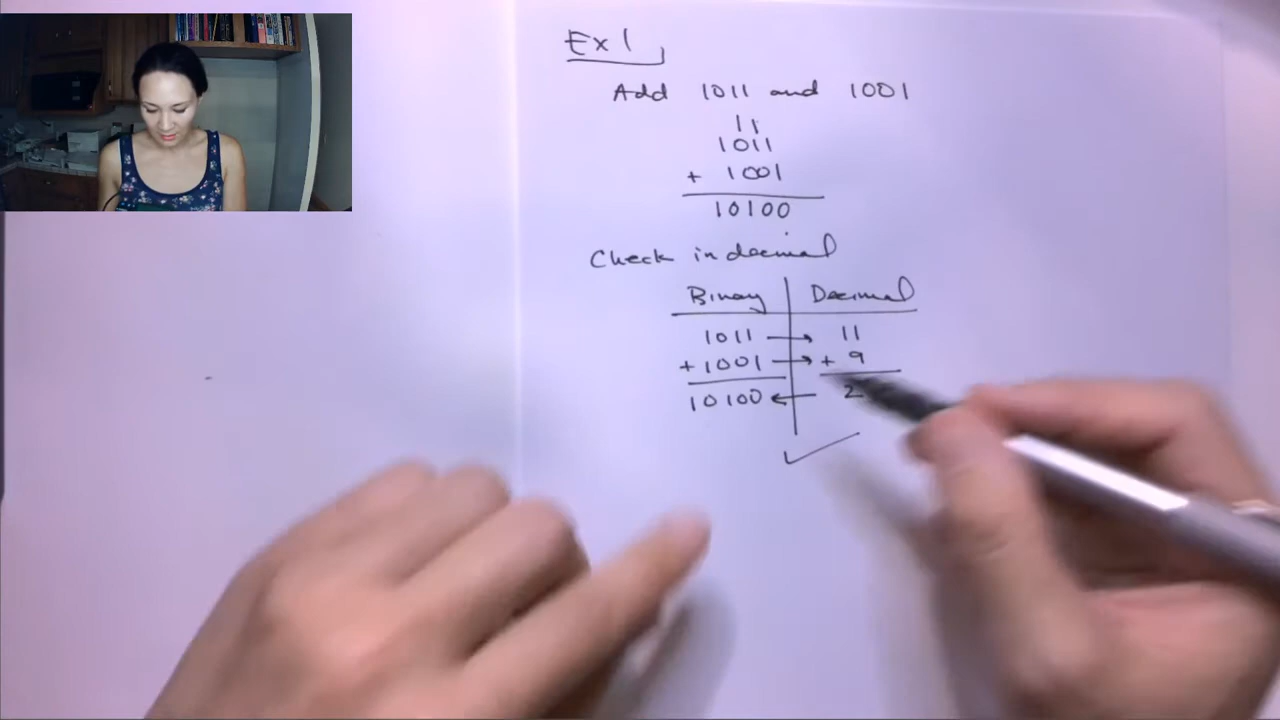 Ex 1
Add 1011 and 1001
11
1011
+ 1001
10100
Check in decimal
Binary Decimal
1011 → 11
+1001 → + 9
10100 ← 2